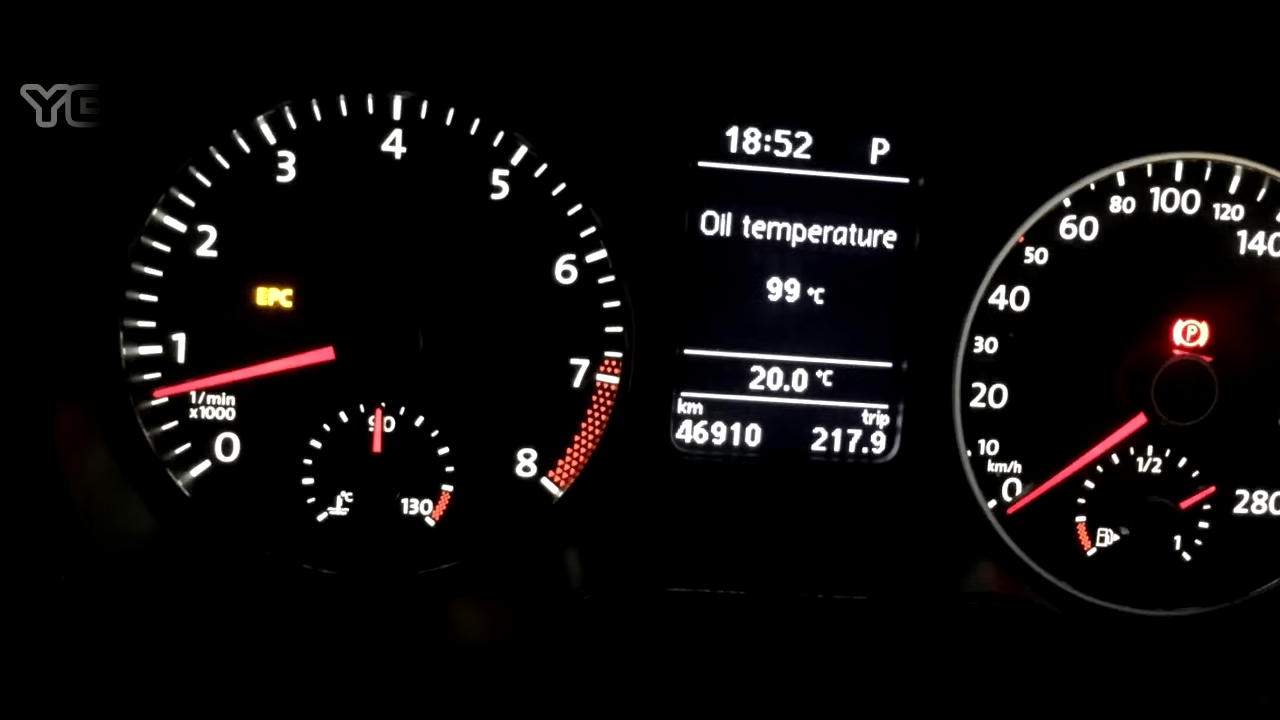 YG
18:52 P
Oil temperature
99 °C
20.0 °C
km trip
46910 217.9
0
1
2
3
4
5
6
7
8
1/min
x1000
EPC
90
°C
130
0
km/h
10
20
30
40
50
60
80
100
120
140
280
P
1/2
1